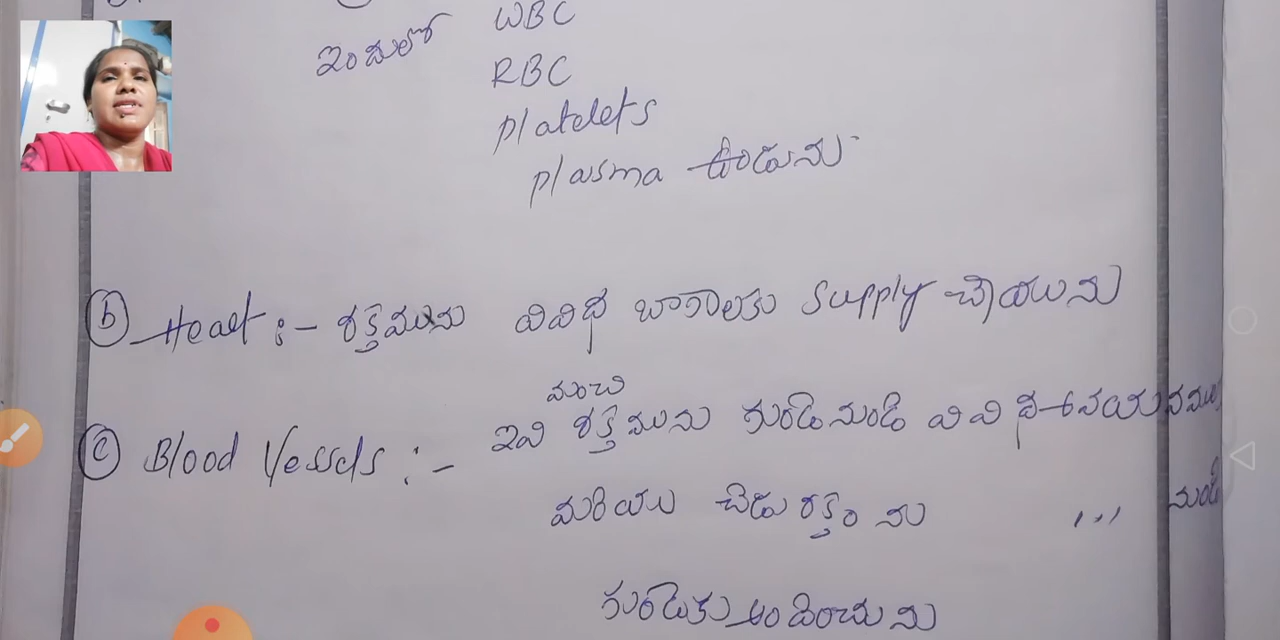 ఇందులో WBC
RBC
platelets
plasma ఉండును
b Heart :- రక్తమును వివిధ బాగాలకు supply చేయును
మంచి
c Blood Vessels :- ఇవి రక్తమును గుండెనుండి వివిధ అవయవముల
మరియు చెడు రక్తం ను ,,, నుండి
గుండెకు అందించును